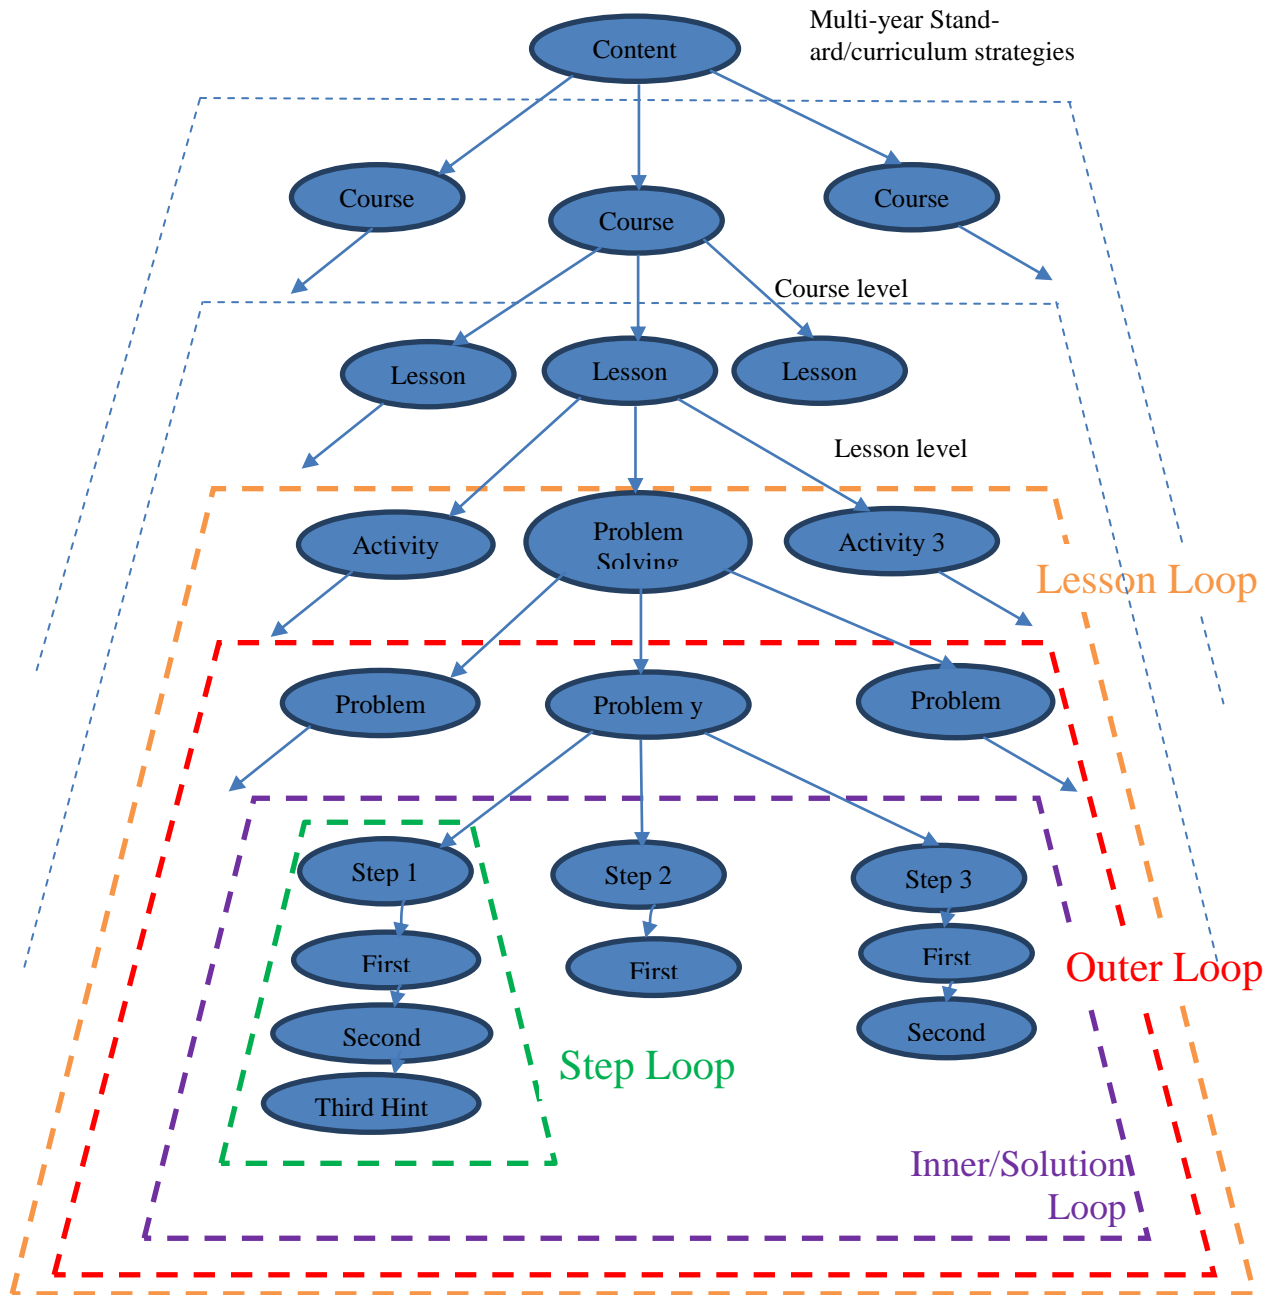 Multi-year Stand-
ard/curriculum strategies
Content
Course
Course
Course
Course level
Lesson
Lesson
Lesson
Lesson level
Activity
Problem
Solving
Activity 3
Lesson Loop
Problem
Problem y
Problem
Step 1
Step 2
Step 3
First
First
First
Outer Loop
Second
Second
Step Loop
Third Hint
Inner/Solution
Loop